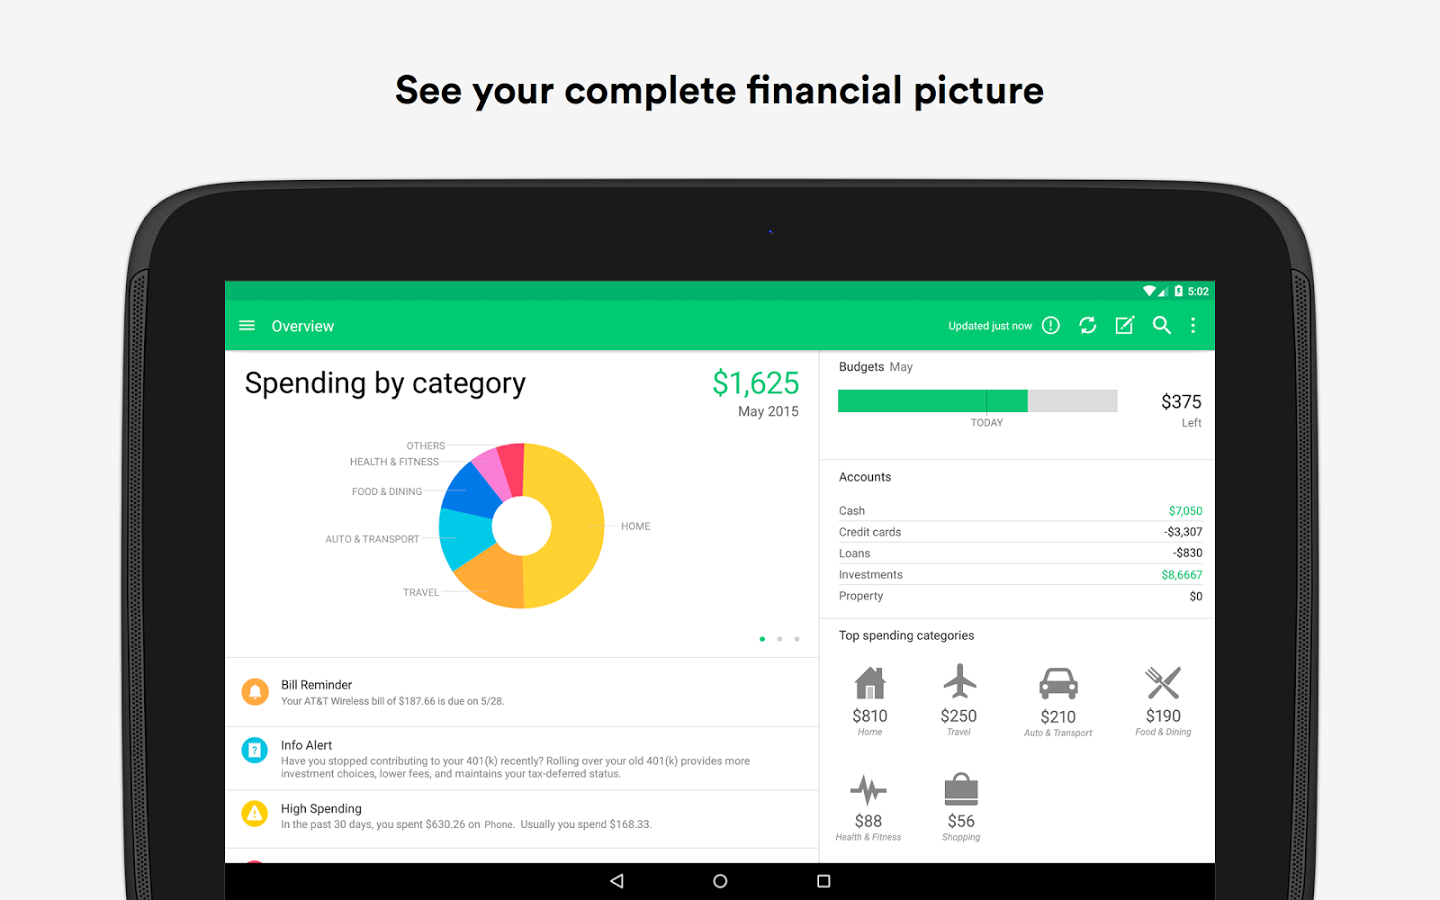 See your complete financial picture
5:02
Overview
Updated just now
Spending by category
$1,625
May 2015
OTHERS
HEALTH & FITNESS
FOOD & DINING
AUTO & TRANSPORT
TRAVEL
HOME
Bill Reminder
Your AT&T Wireless bill of $187.66 is due on 5/28.
Info Alert
Have you stopped contributing to your 401(k) recently? Rolling over your old 401(k) provides more
investment choices, lower fees, and maintains your tax-deferred status.
High Spending
In the past 30 days, you spent $630.26 on Phone. Usually you spend $168.33.
Budgets May
$375
Left
TODAY
Accounts
Cash $7,050
Credit cards -$3,307
Loans -$830
Investments $8,6667
Property $0
Top spending categories
$810 $250 $210 $190
Home Travel Auto & Transport Food & Dining
$88 $56
Health & Fitness Shopping